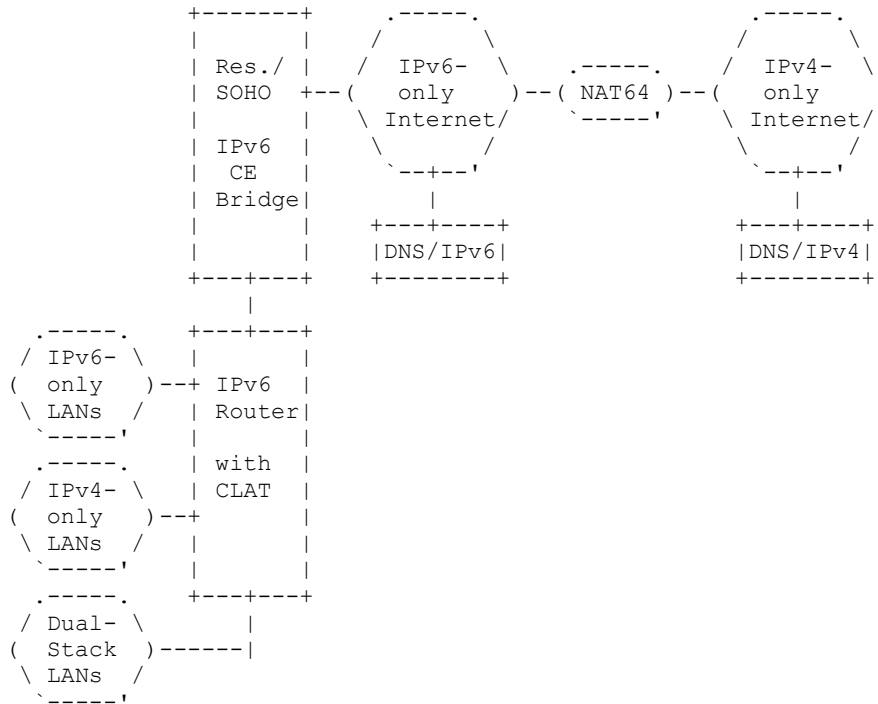 Res./
SOHO
IPv6
CE
Bridge
IPv6-
only
Internet
NAT64
IPv4-
only
Internet
DNS/IPv6
DNS/IPv4
IPv6-
only
LANs
IPv6
Router
with
CLAT
IPv4-
only
LANs
Dual-
Stack
LANs